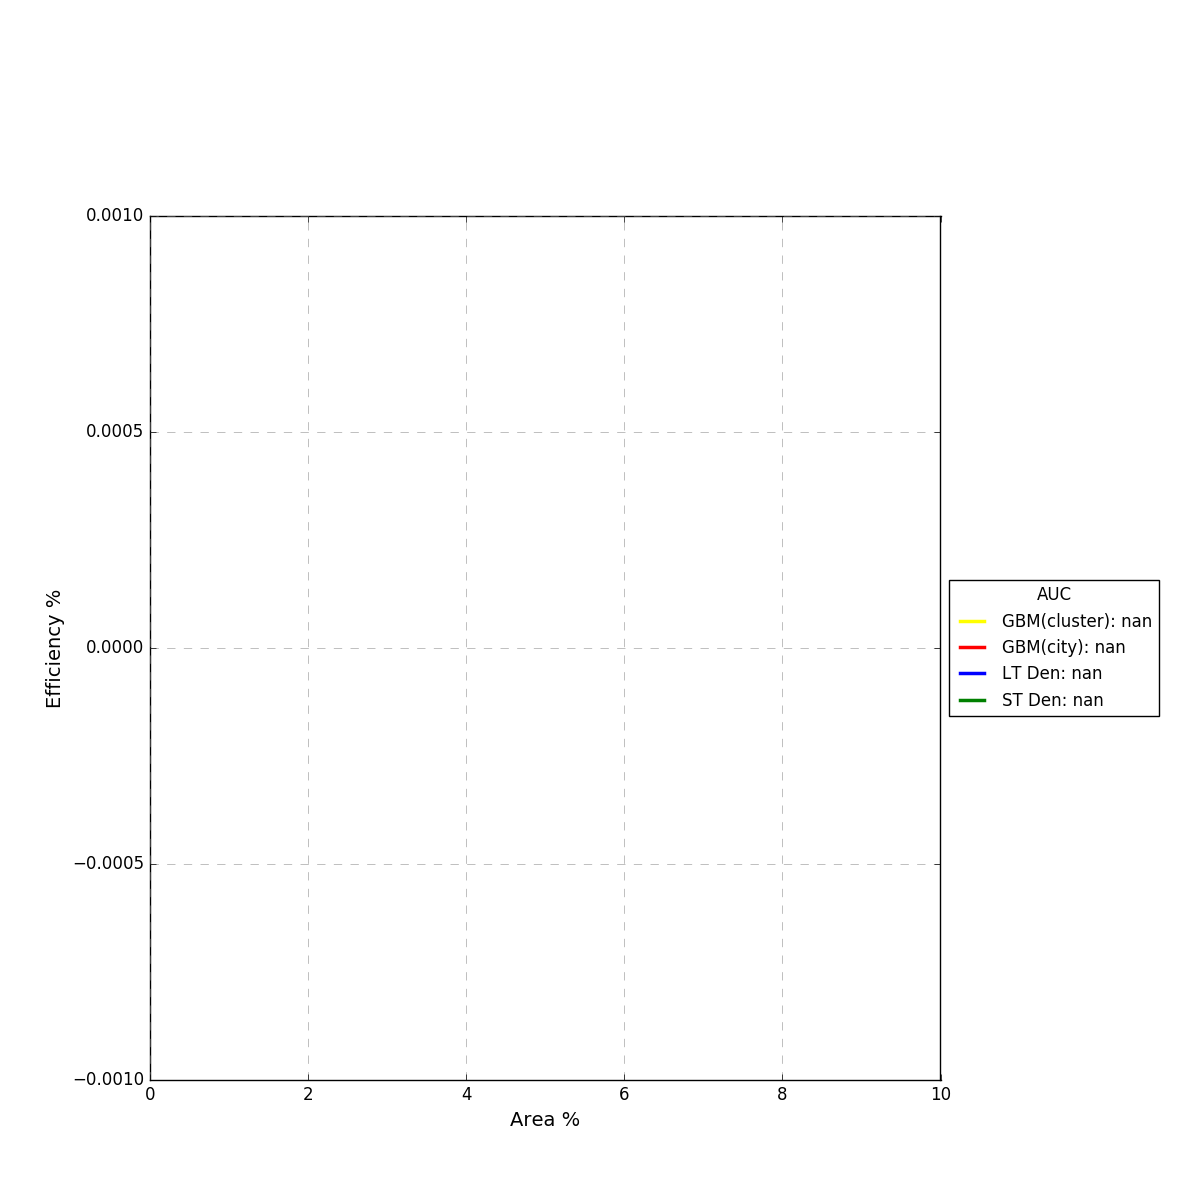 0.0010
0.0005
0.0000
−0.0005
−0.0010
Efficiency %
0 2 4 6 8 10
Area %
AUC
GBM(cluster): nan
GBM(city): nan
LT Den: nan
ST Den: nan